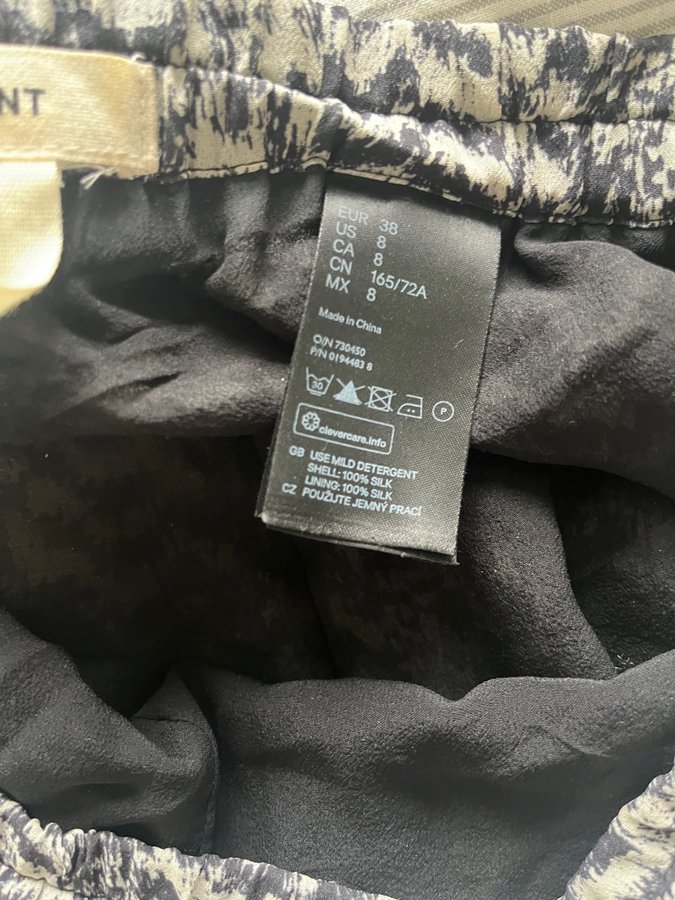 NT
EUR 38
US 8
CA 8
CN 165/72A
MX 8
Made in China
O/N 730450
P/N 0194483 8
30
P
clevercare.info
GB USE MILD DETERGENT
SHELL: 100% SILK
LINING: 100% SILK
CZ POUŽIJTE JEMNÝ PRACÍ